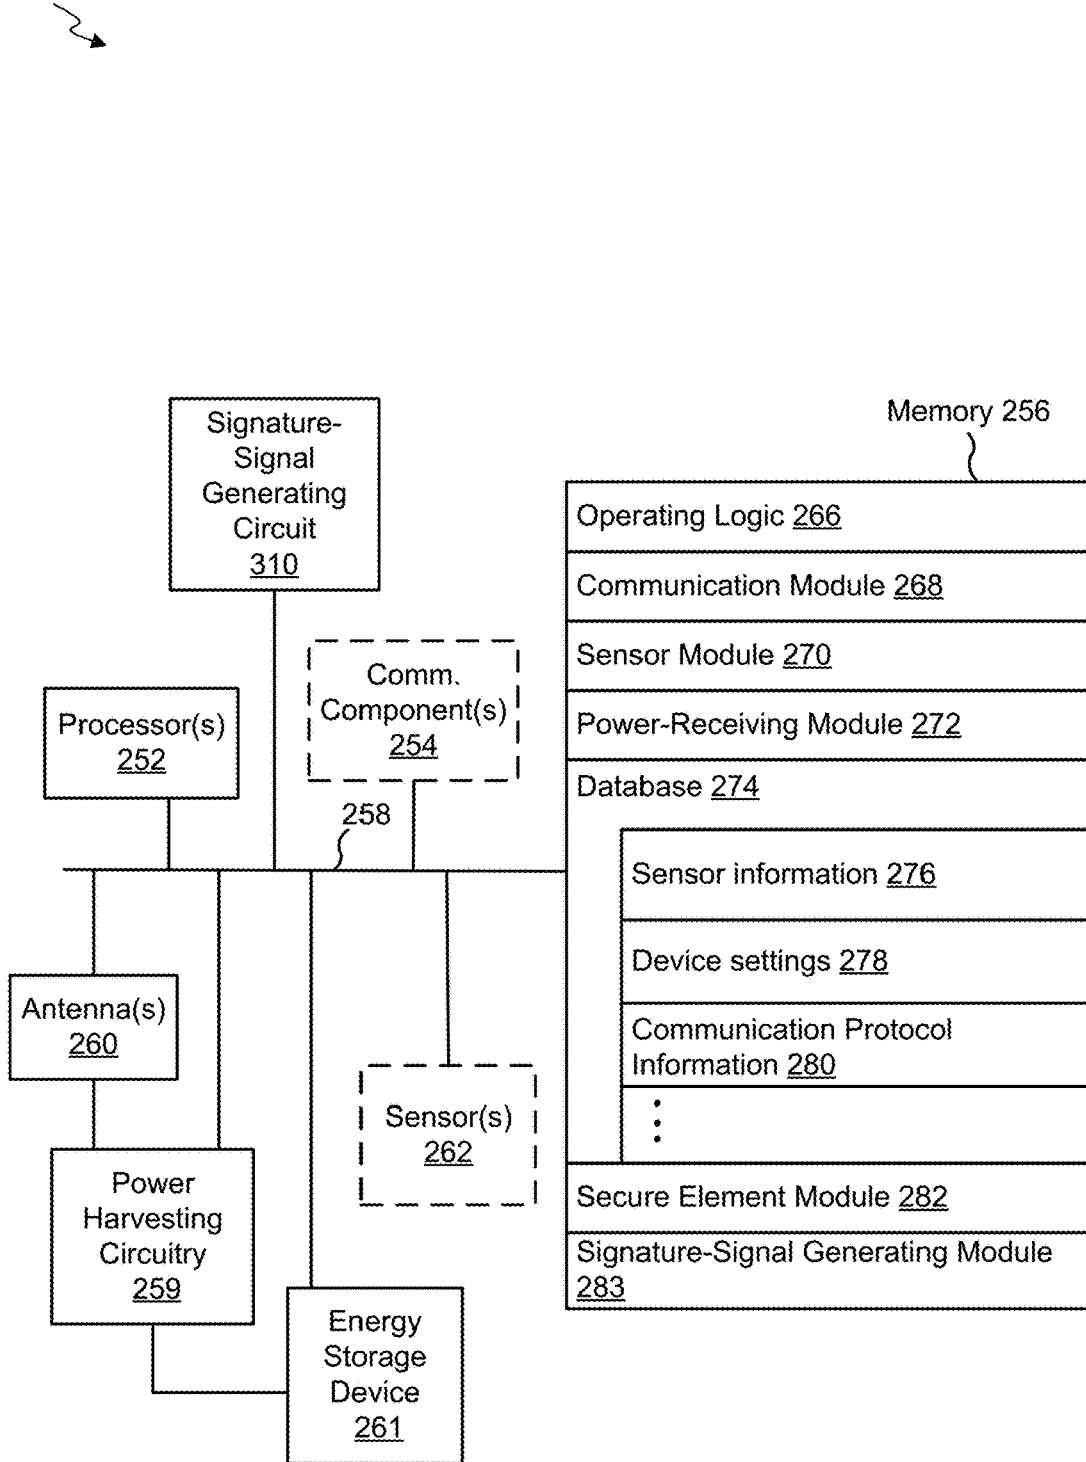 Memory 256
Signature-
Signal
Generating
Circuit
310
Operating Logic 266
Communication Module 268
Sensor Module 270
Power-Receiving Module 272
Database 274
Sensor information 276
Device settings 278
Communication Protocol
Information 280
Secure Element Module 282
Signature-Signal Generating Module
283
Comm.
Component(s)
254
Processor(s)
252
258
Antenna(s)
260
Sensor(s)
262
Power
Harvesting
Circuitry
259
Energy
Storage
Device
261